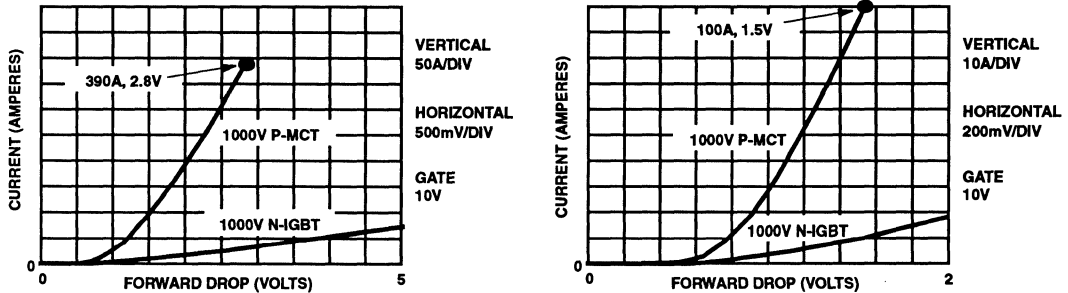 CURRENT (AMPERES)
390A, 2.8V
1000V P-MCT
1000V N-IGBT
0
0
5
FORWARD DROP (VOLTS)
VERTICAL
50A/DIV
HORIZONTAL
500mV/DIV
GATE
10V
CURRENT (AMPERES)
100A, 1.5V
1000V P-MCT
1000V N-IGBT
0
0
2
FORWARD DROP (VOLTS)
VERTICAL
10A/DIV
HORIZONTAL
200mV/DIV
GATE
10V